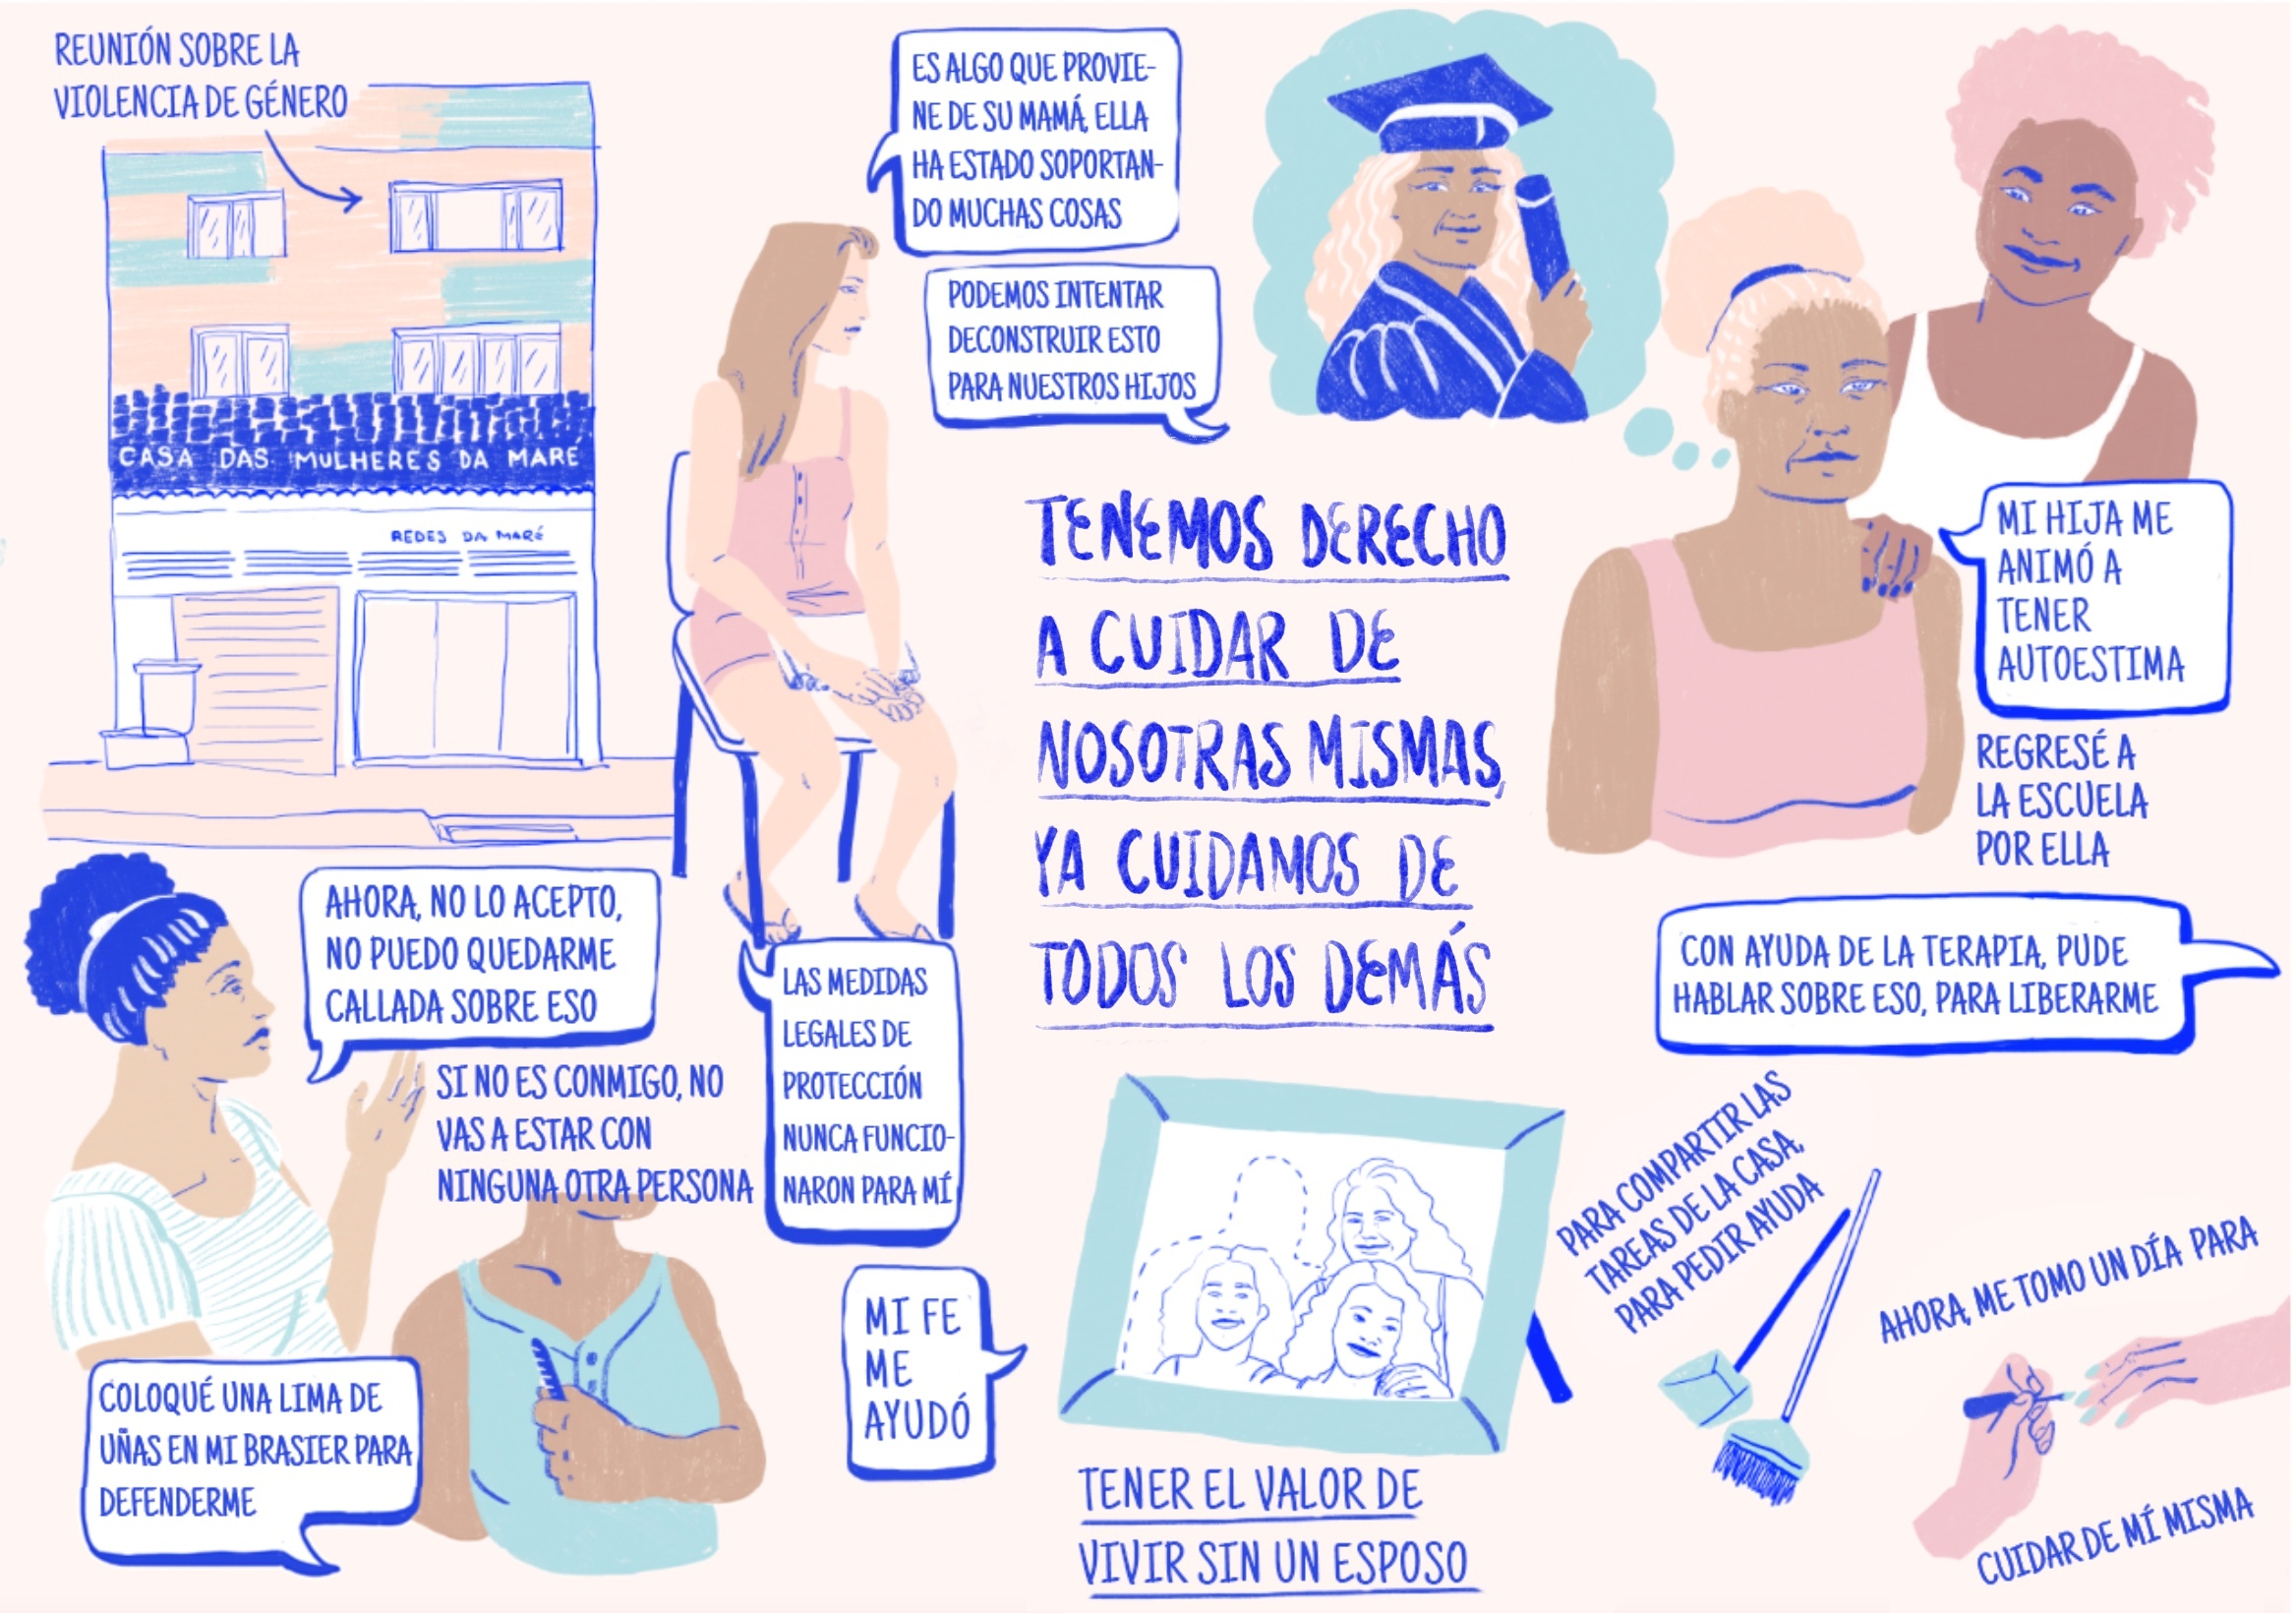 REUNIÓN SOBRE LA
VIOLENCIA DE GÉNERO
CASA DAS MULHERES DA MARÉ
REDES DA MARÉ
ES ALGO QUE PROVIE-
NE DE SU MAMÁ, ELLA
HA ESTADO SOPORTAN-
DO MUCHAS COSAS
PODEMOS INTENTAR
DECONSTRUIR ESTO
PARA NUESTROS HIJOS
TENEMOS DERECHO
A CUIDAR DE
NOSOTRAS MISMAS,
YA CUIDAMOS DE
TODOS LOS DEMÁS
MI HIJA ME
ANIMÓ A
TENER
AUTOESTIMA
REGRESÉ A
LA ESCUELA
POR ELLA
CON AYUDA DE LA TERAPIA, PUDE
HABLAR SOBRE ESO, PARA LIBERARME
AHORA, NO LO ACEPTO,
NO PUEDO QUEDARME
CALLADA SOBRE ESO
SI NO ES CONMIGO, NO
VAS A ESTAR CON
NINGUNA OTRA PERSONA
LAS MEDIDAS
LEGALES DE
PROTECCIÓN
NUNCA FUNCIO-
NARON PARA MÍ
COLOQUÉ UNA LIMA DE
UÑAS EN MI BRASIER PARA
DEFENDERME
MI FE
ME
AYUDÓ
TENER EL VALOR DE
VIVIR SIN UN ESPOSO
PARA COMPARTIR LAS
TAREAS DE LA CASA,
PARA PEDIR AYUDA
AHORA, ME TOMO UN DÍA PARA
CUIDAR DE MÍ MISMA